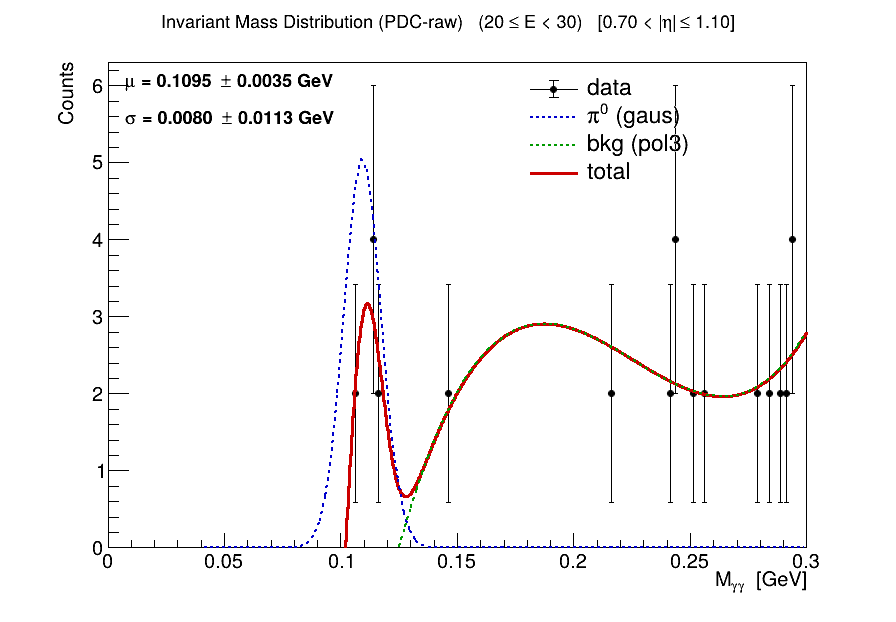 Invariant Mass Distribution (PDC-raw) (20 ≤ E < 30) [0.70 < |η| ≤ 1.10]
Counts
μ = 0.1095 ± 0.0035 GeV
σ = 0.0080 ± 0.0113 GeV
data
π⁰ (gaus)
bkg (pol3)
total
6
5
4
3
2
1
0
0 0.05 0.1 0.15 0.2 0.25 0.3
Mγγ [GeV]